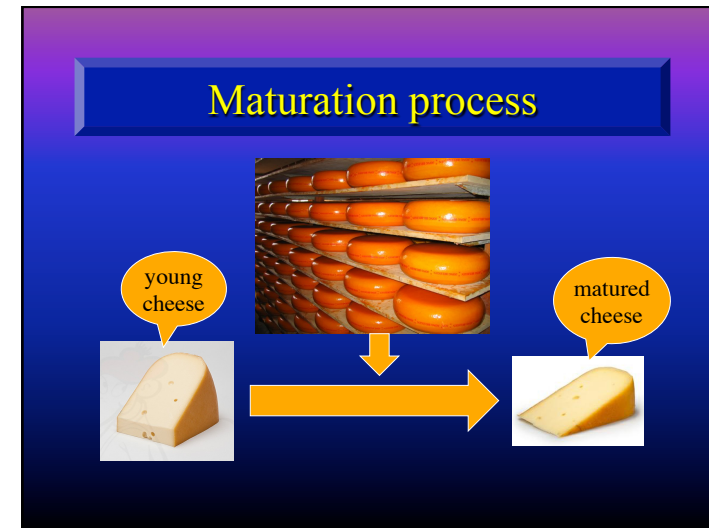 Maturation process
young
cheese
matured
cheese